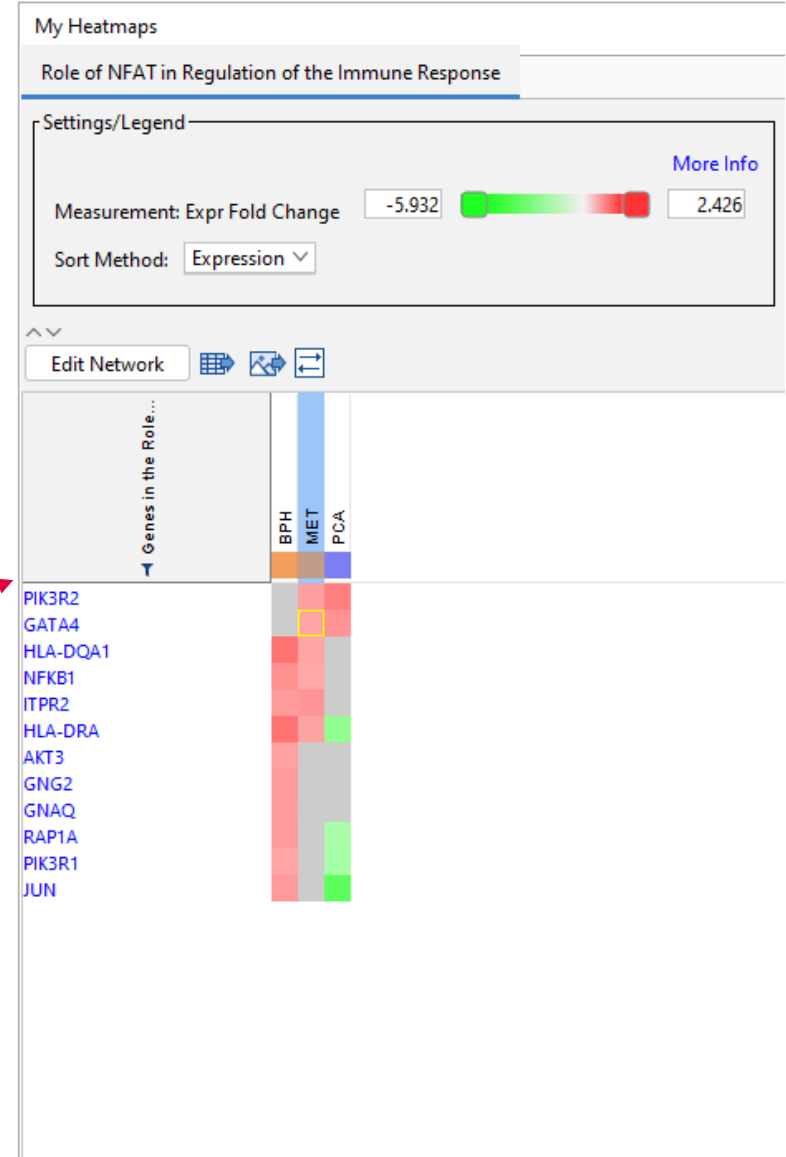 My Heatmaps
Role of NFAT in Regulation of the Immune Response
Settings/Legend
More Info
Measurement: Expr Fold Change -5.932 2.426
Sort Method: Expression
Edit Network
Genes in the Role...
BPH
MET
PCA
PIK3R2
GATA4
HLA-DQA1
NFKB1
ITPR2
HLA-DRA
AKT3
GNG2
GNAQ
RAP1A
PIK3R1
JUN